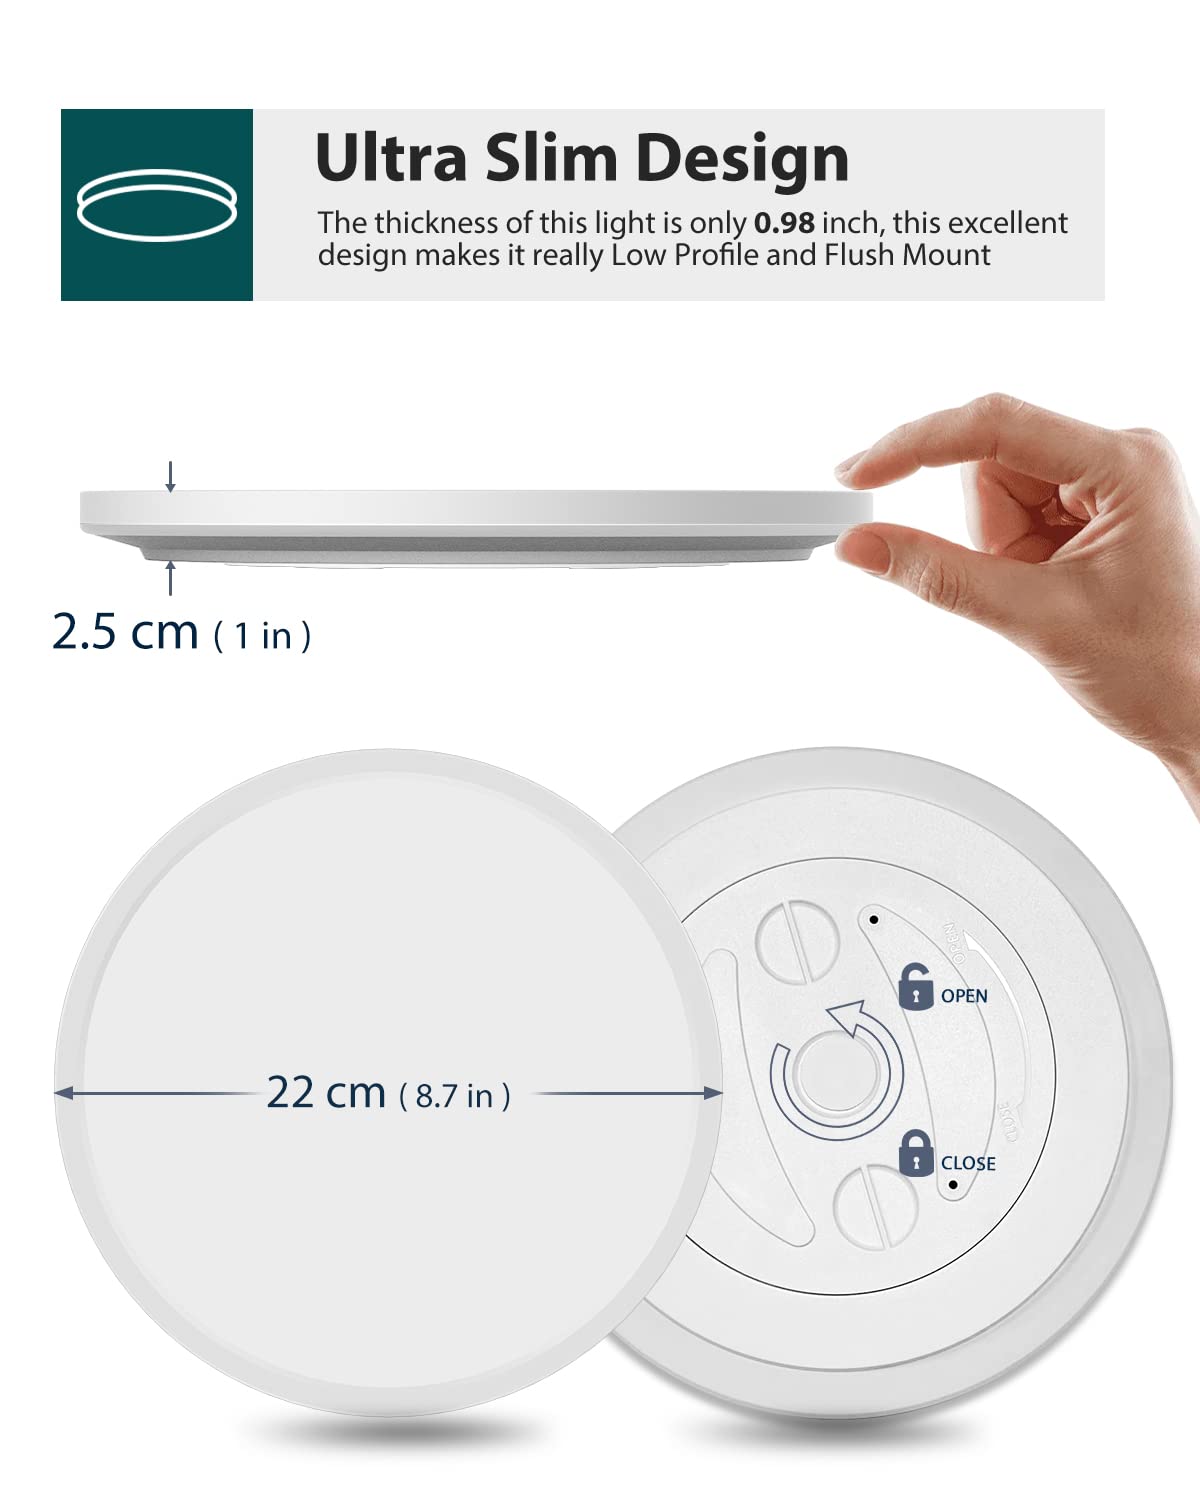 Ultra Slim Design
The thickness of this light is only 0.98 inch, this excellent
design makes it really Low Profile and Flush Mount
2.5 cm ( 1 in )
22 cm ( 8.7 in )
OPEN
OPEN
CLOSE
CLOSE